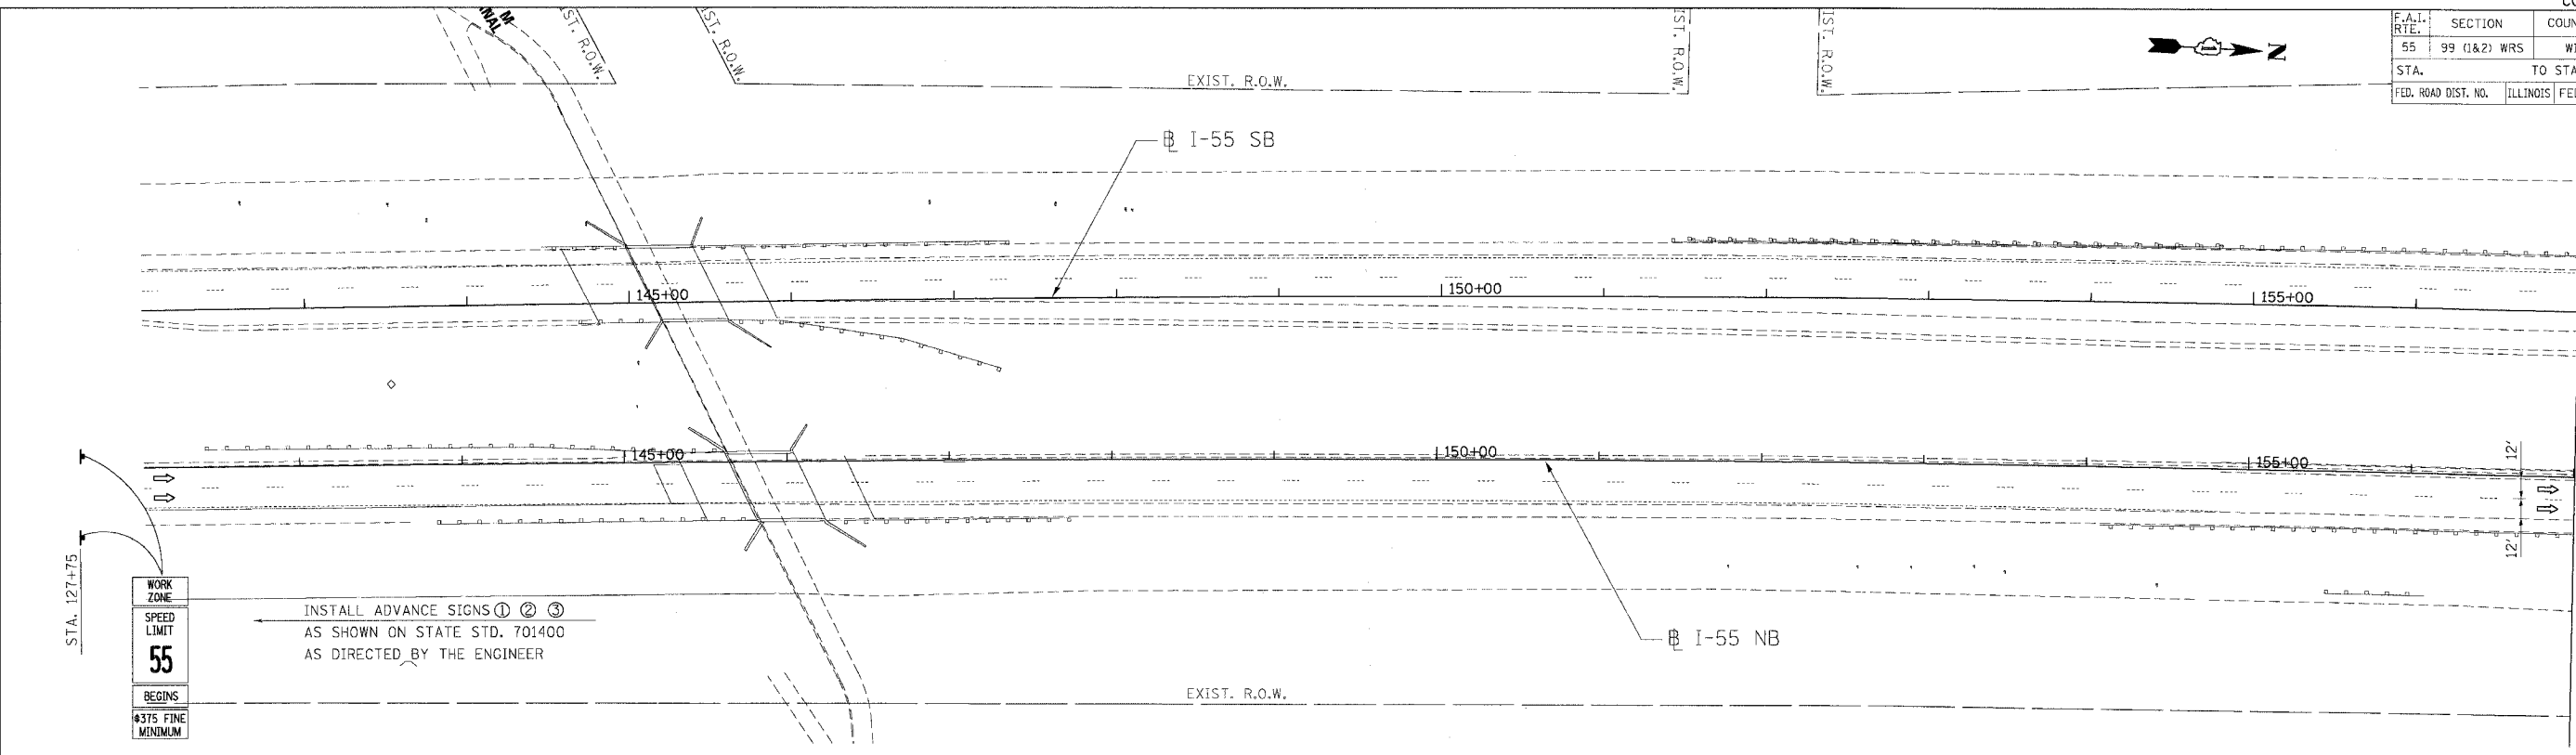 F.A.I. RTE. SECTION
55 99 (1&2) WRS
STA. TO STA
FED. ROAD DIST. NO. ILLINOIS
N
R.O.W.
R.O.W.
R.O.W.
R.O.W.
EXIST. R.O.W.
℄ I-55 SB
145+00 150+00 155+00
145+00 150+00 155+00
12'
12'
STA. 127+75
WORK
ZONE
SPEED
LIMIT
55
BEGINS
$375 FINE
MINIMUM
INSTALL ADVANCE SIGNS ① ② ③
AS SHOWN ON STATE STD. 701400
AS DIRECTED BY THE ENGINEER
℄ I-55 NB
EXIST. R.O.W.